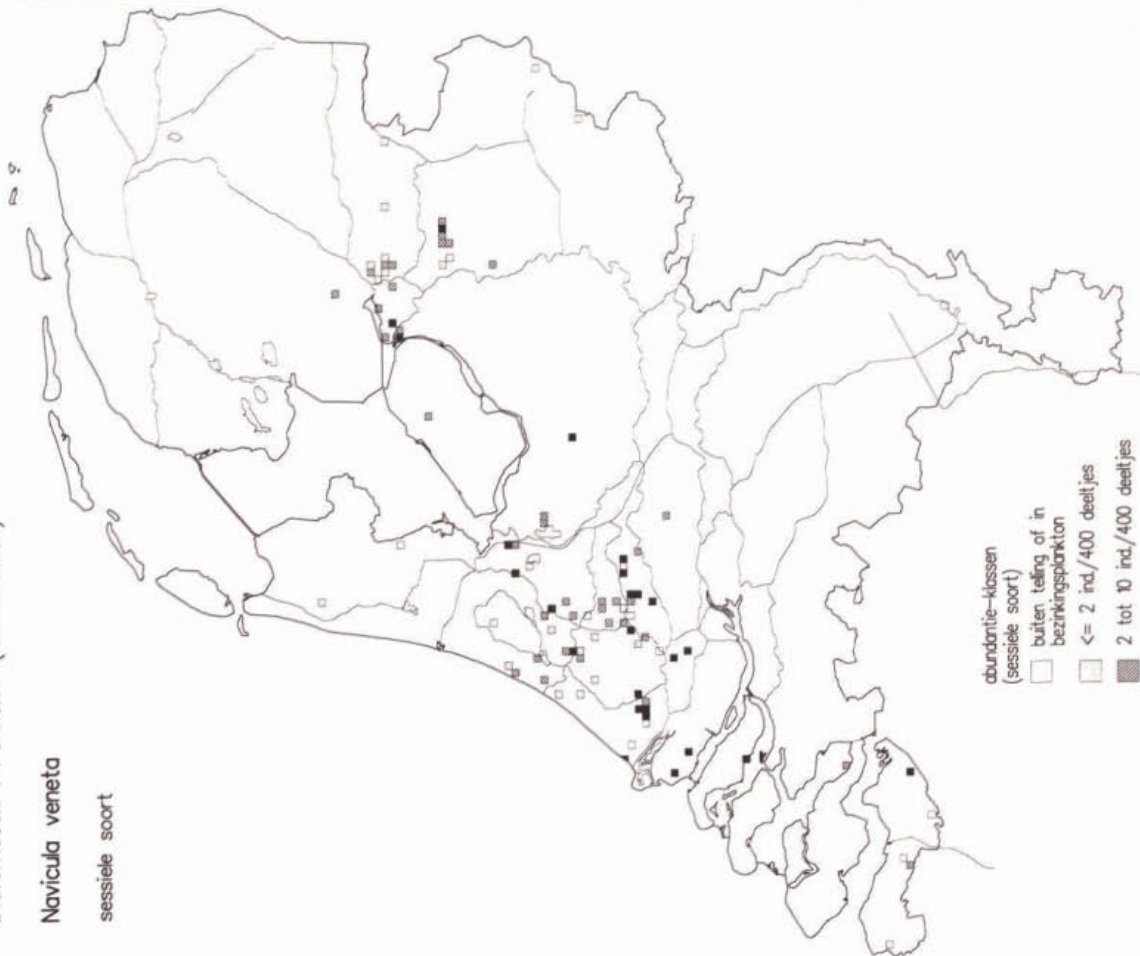 Navicula veneta
sessiele soort
abundantie-klassen
(sessiele soort)
buiten telling of in
bezinkingsplankton
<= 2 ind./400 deeltjes
2 tot 10 ind./400 deeltjes